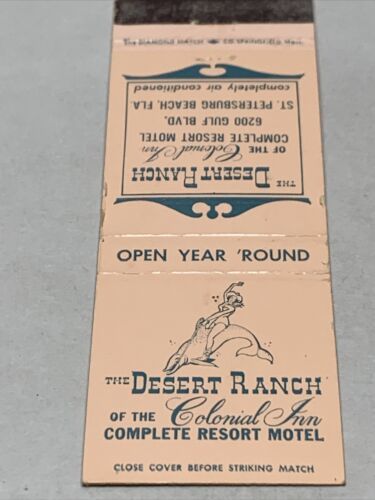 The DIAMOND MATCH CO. SPRINGFIELD, MASS.
THE DESERT RANCH
OF THE Colonial Inn
COMPLETE RESORT MOTEL
6200 GULF BLVD.
ST. PETERSBURG BEACH, FLA.
completely air conditioned
OPEN YEAR 'ROUND
THE DESERT RANCH
OF THE Colonial Inn
COMPLETE RESORT MOTEL
CLOSE COVER BEFORE STRIKING MATCH